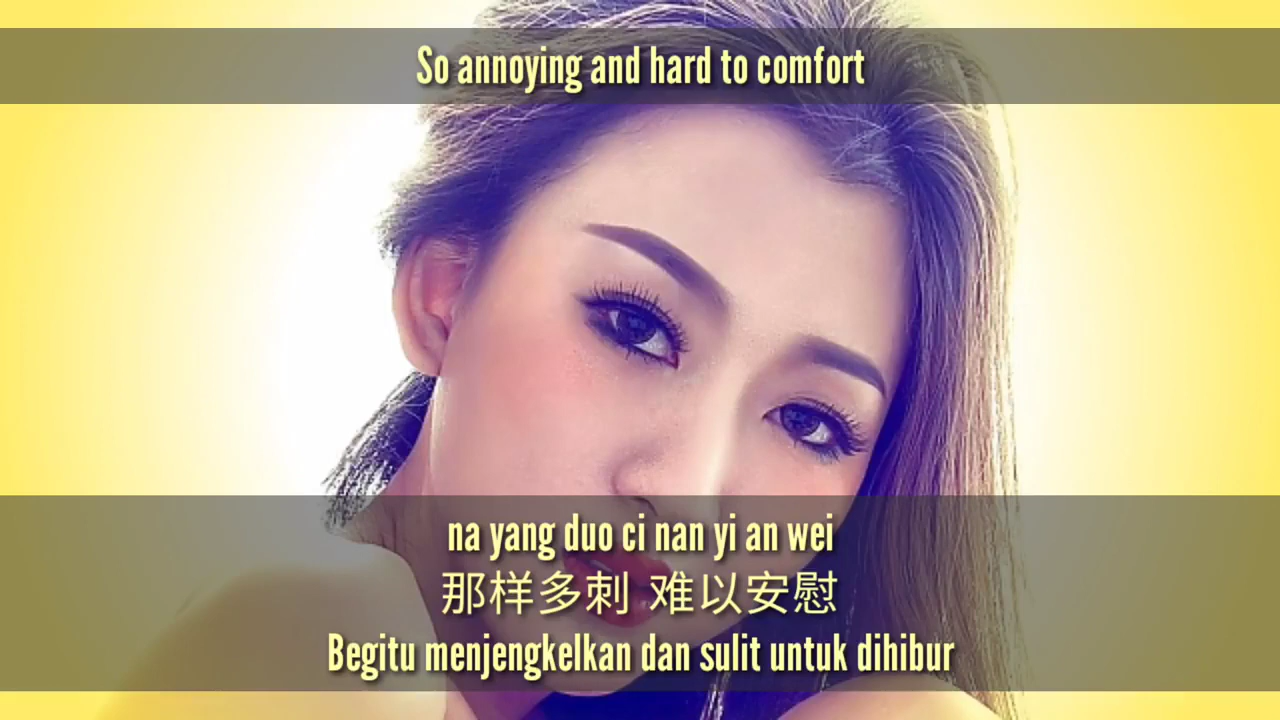 So annoying and hard to comfort
na yang duo ci nan yi an wei
那样多刺 难以安慰
Begitu menjengkelkan dan sulit untuk dihibur